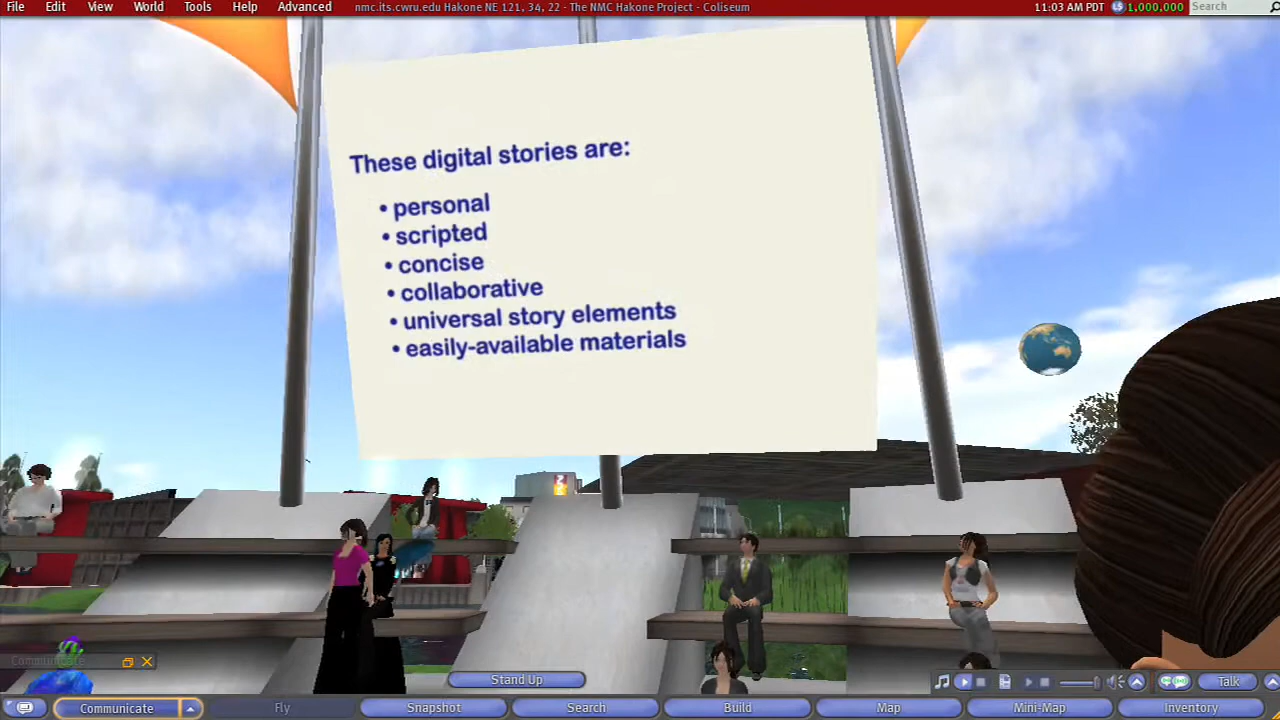 File Edit View World Tools Help Advanced nmc.its.cwru.edu Hakone NE 121, 34, 22 - The NMC Hakone Project - Coliseum 11:03 AM PDT L$ 1,000,000 Search
These digital stories are:
• personal
• scripted
• concise
• collaborative
• universal story elements
• easily-available materials
Communicate
Stand Up
Talk
Communicate Fly Snapshot Search Build Map Mini-Map Inventory